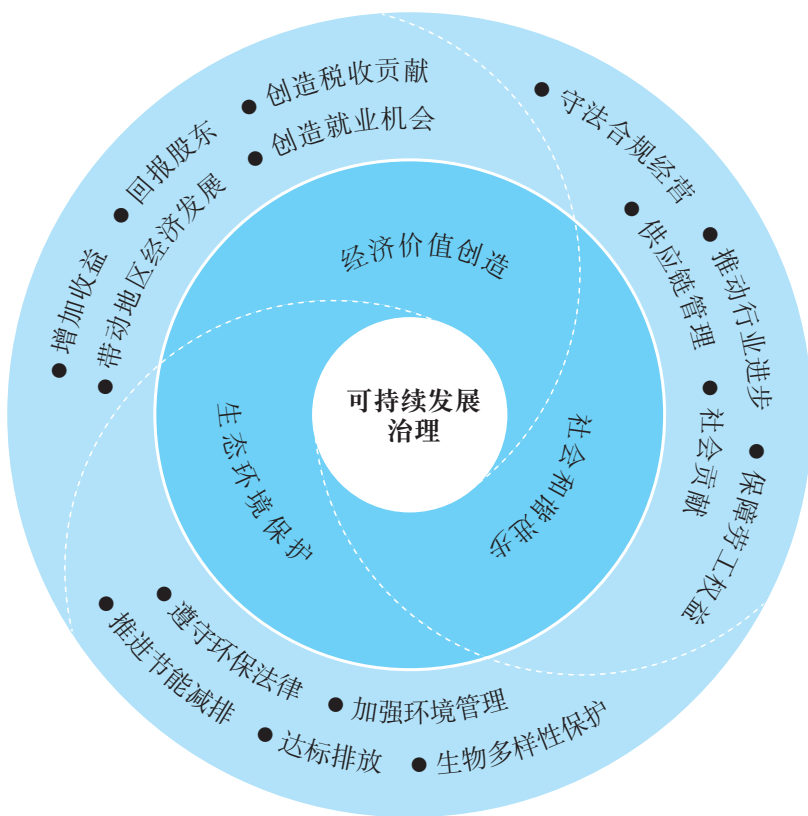 可持续发展
治理
经济价值创造
社会和谐进步
生态环境保护
● 增加收益
● 回报股东
● 创造税收贡献
● 带动地区经济发展
● 创造就业机会
● 守法合规经营
● 推动行业进步
● 保障劳工权益
● 供应链管理
● 社会贡献
● 遵守环保法律
● 加强环境管理
● 推进节能减排
● 达标排放
● 生物多样性保护